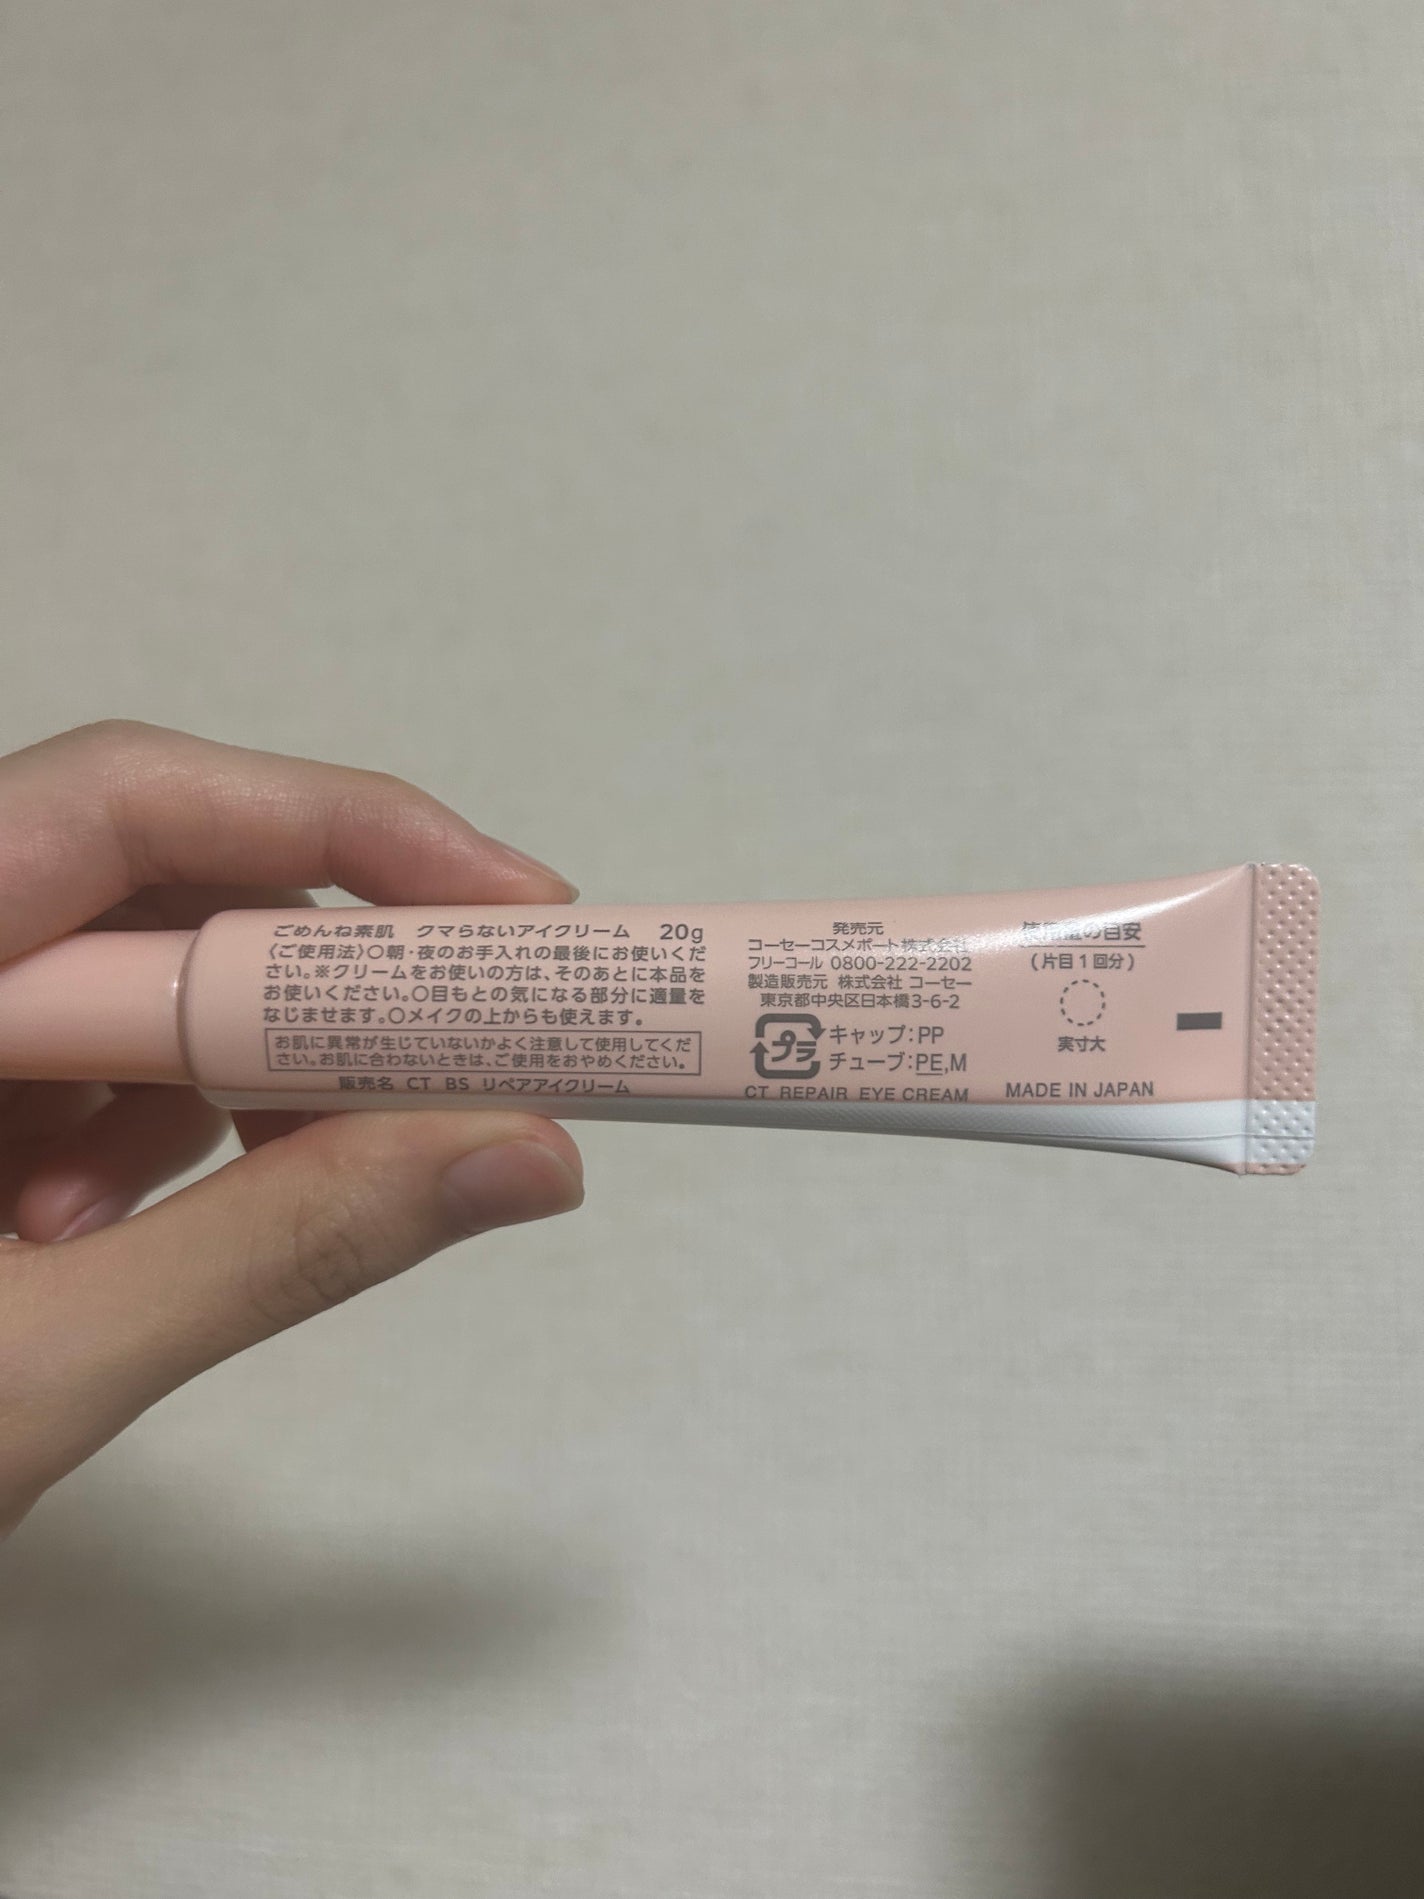 ごめんね素肌 クマらないアイクリーム 20g
〈ご使用法〉○朝・夜のお手入れの最後にお使いくだ
さい。※クリームをお使いの方は、そのあとに本品を
お使いください。○目もとの気になる部分に適量を
なじませます。○メイクの上からも使えます。
お肌に異常が生じていないかよく注意して使用してくだ
さい。お肌に合わないときは、ご使用をおやめください。
販売名 CT BS リペアアイクリーム
発売元
コーセーコスメポート株式会社
フリーコール 0800-222-2202
製造販売元 株式会社 コーセー
東京都中央区日本橋3-6-2
プラ
キャップ:PP
チューブ:PE,M
CT REPAIR EYE CREAM
使用量の目安
(片目1回分)
実寸大
MADE IN JAPAN